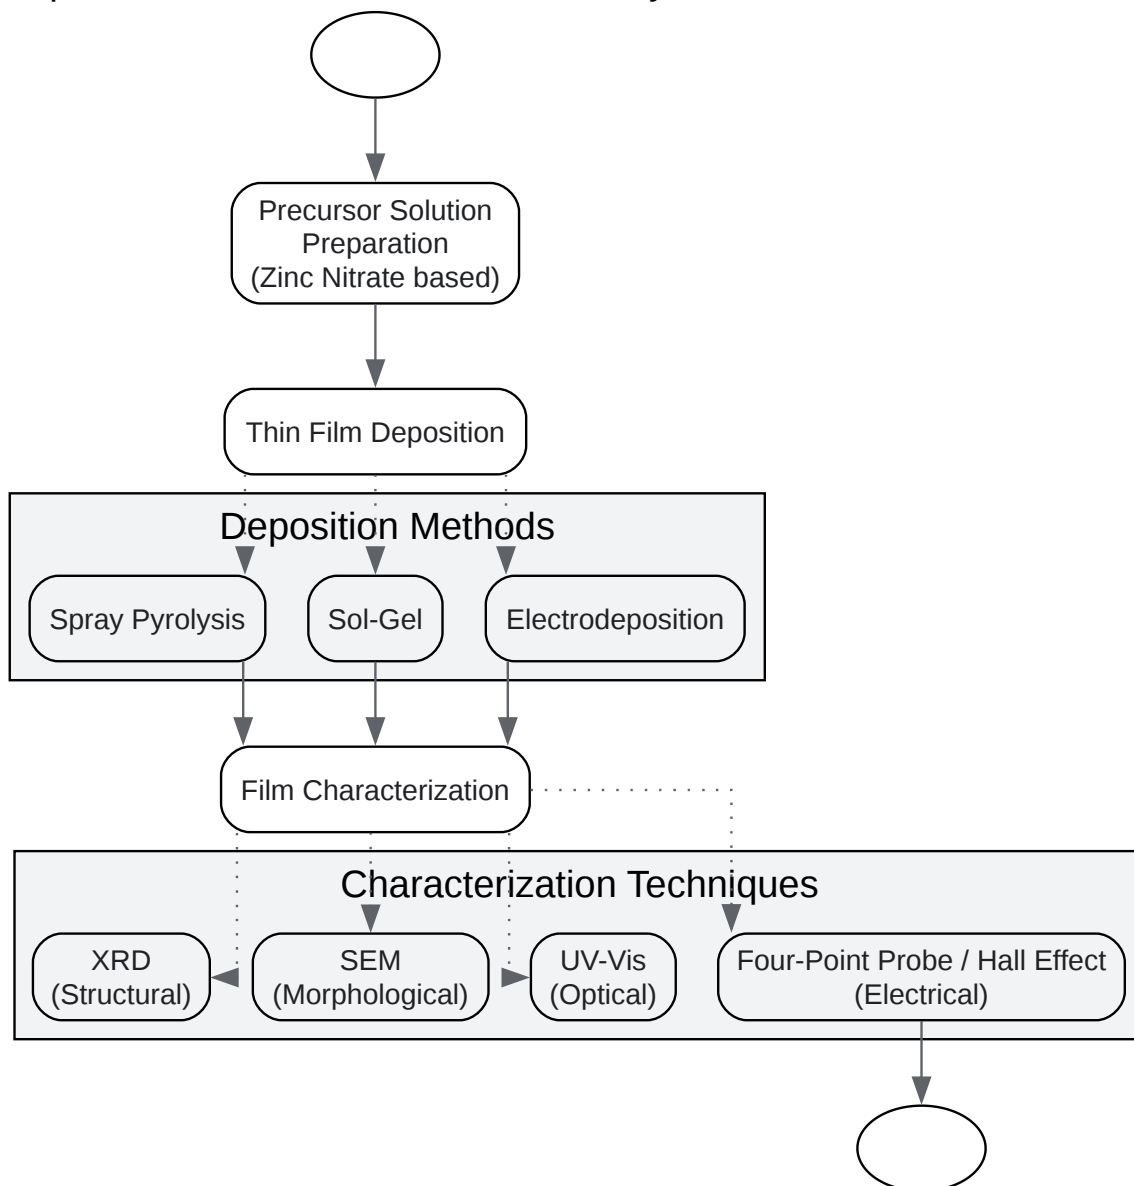 Precursor Solution
Preparation
(Zinc Nitrate based)
Thin Film Deposition
Deposition Methods
Spray Pyrolysis
Sol-Gel
Electrodeposition
Film Characterization
Characterization Techniques
XRD
(Structural)
SEM
(Morphological)
UV-Vis
(Optical)
Four-Point Probe / Hall Effect
(Electrical)